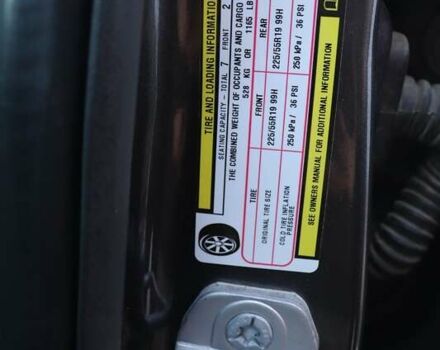 TIRE AND LOADING INFORMATION
SEATING CAPACITY - TOTAL 7 FRONT 2
THE COMBINED WEIGHT OF OCCUPANTS AND CARGO
528 KG OR 1165 LB
TIRE FRONT REAR
ORIGINAL TIRE SIZE 225/55R19 99H 225/55R19 99H
COLD TIRE INFLATION
PRESSURE 250 kPa / 36 PSI 250 kPa / 36 PSI
SEE OWNERS MANUAL FOR ADDITIONAL INFORMATION